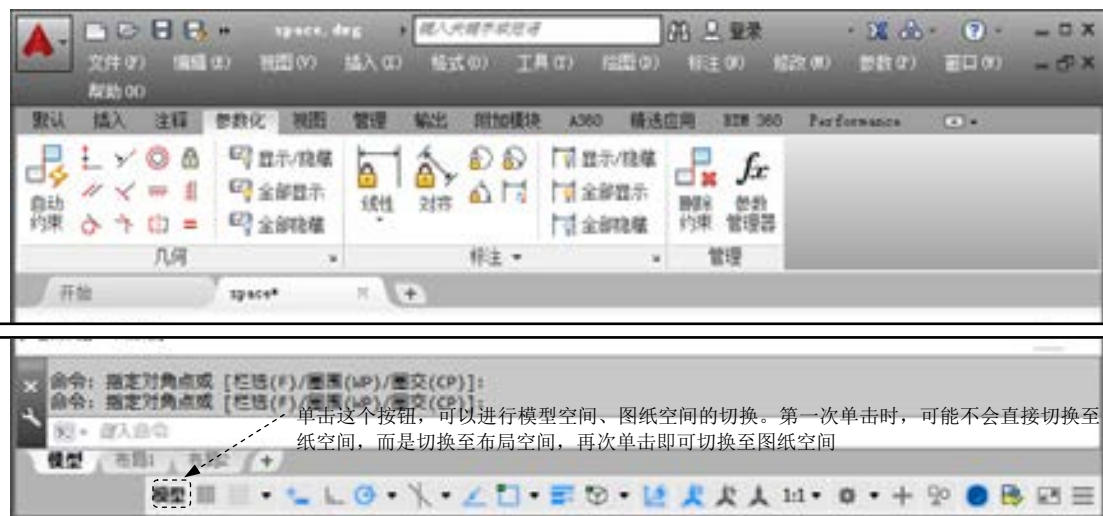 space.dwg 键入关键字或短语 登录
文件(F) 编辑(E) 视图(V) 插入(I) 格式(O) 工具(T) 绘图(D) 标注(N) 修改(M) 参数(P) 窗口(W)
帮助(H)
默认 插入 注释 参数化 视图 管理 输出 附加模块 A360 精选应用 BIM 360 Performance
显示/隐藏 显示/隐藏
自动 全部显示 线性 对齐 全部显示 删除 参数
约束 全部隐藏 全部隐藏 约束 管理器
几何 标注 管理
开始 space*
命令: 指定对角点或 [栏选(F)/圈围(WP)/圈交(CP)]:
命令: 指定对角点或 [栏选(F)/圈围(WP)/圈交(CP)]:
单击这个按钮，可以进行模型空间、图纸空间的切换。第一次单击时，可能不会直接切换至
键入命令
纸空间，而是切换至布局空间，再次单击即可切换至图纸空间
模型 布局1 布局2
模型 1:1